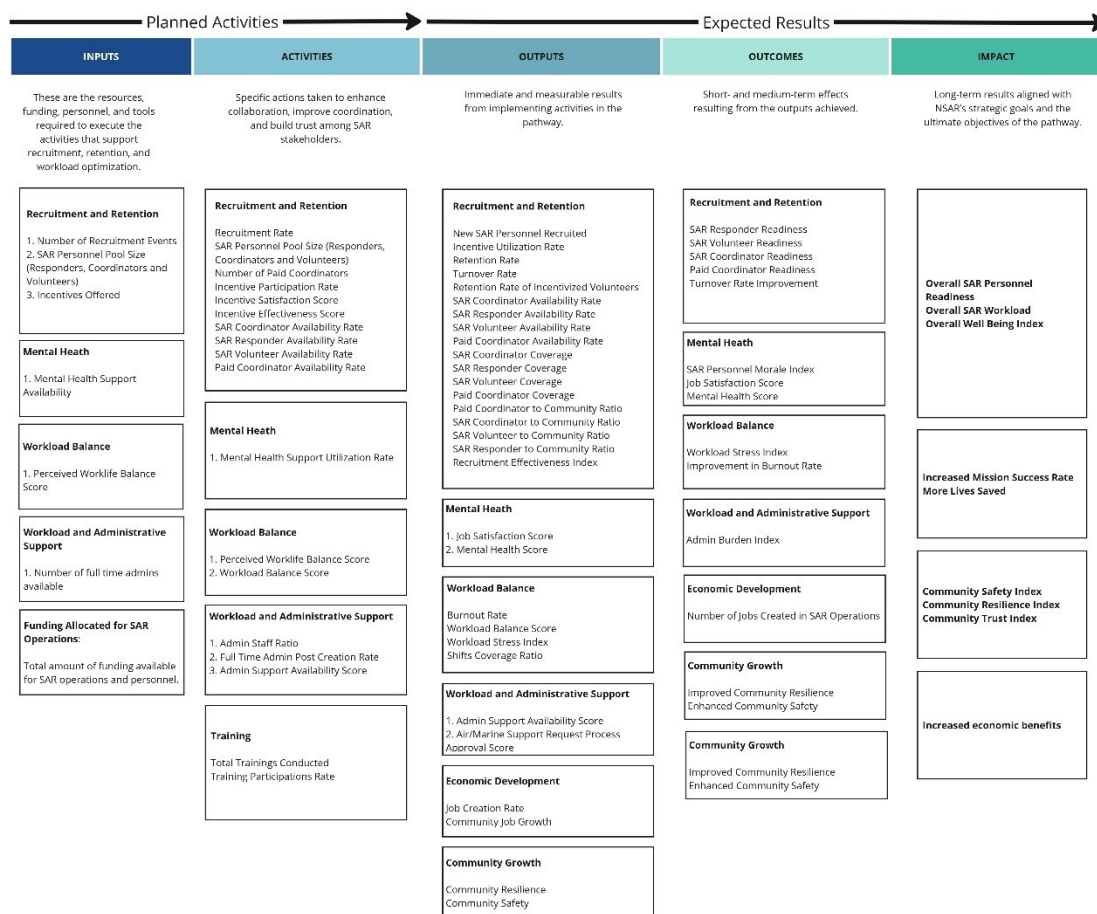 Planned Activities
Expected Results
INPUTS
ACTIVITIES
OUTPUTS
OUTCOMES
IMPACT
These are the resources,
funding, personnel, and tools
required to execute the
activities that support
recruitment, retention, and
workload optimization.
Specific actions taken to enhance
collaboration, improve coordination,
and build trust among SAR
stakeholders.
Immediate and measurable results
from implementing activities in the
pathway.
Short- and medium-term effects
resulting from the outputs achieved.
Long-term results aligned with
NSAR's strategic goals and the
ultimate objectives of the pathway.
Recruitment and Retention
1. Number of Recruitment Events
2. SAR Personnel Pool Size
(Responders, Coordinators and
Volunteers)
3. Incentives Offered
Mental Heath
1. Mental Health Support
Availability
Workload Balance
1. Perceived Worklife Balance
Score
Workload and Administrative
Support
1. Number of full time admins
available
Funding Allocated for SAR
Operations:
Total amount of funding available
for SAR operations and personnel.
Recruitment and Retention
Recruitment Rate
SAR Personnel Pool Size (Responders,
Coordinators and Volunteers)
Number of Paid Coordinators
Incentive Participation Rate
Incentive Satisfaction Score
Incentive Effectiveness Score
SAR Coordinator Availability Rate
SAR Responder Availability Rate
SAR Volunteer Availability Rate
Paid Coordinator Availability Rate
Mental Heath
1. Mental Health Support Utilization Rate
Workload Balance
1. Perceived Worklife Balance Score
2. Workload Balance Score
Workload and Administrative Support
1. Admin Staff Ratio
2. Full Time Admin Post Creation Rate
3. Admin Support Availability Score
Training
Total Trainings Conducted
Training Participations Rate
Recruitment and Retention
New SAR Personnel Recruited
Incentive Utilization Rate
Retention Rate
Turnover Rate
Retention Rate of Incentivized Volunteers
SAR Coordinator Availability Rate
SAR Responder Availability Rate
SAR Volunteer Availability Rate
Paid Coordinator Availability Rate
SAR Coordinator Coverage
SAR Responder Coverage
SAR Volunteer Coverage
Paid Coordinator Coverage
Paid Coordinator to Community Ratio
SAR Coordinator to Community Ratio
SAR Volunteer to Community Ratio
SAR Responder to Community Ratio
Recruitment Effectiveness Index
Mental Heath
1. Job Satisfaction Score
2. Mental Health Score
Workload Balance
Burnout Rate
Workload Balance Score
Workload Stress Index
Shifts Coverage Ratio
Workload and Administrative Support
1. Admin Support Availability Score
2. Air/Marine Support Request Process
Approval Score
Economic Development
Job Creation Rate
Community Job Growth
Community Growth
Community Resilience
Community Safety
Recruitment and Retention
SAR Responder Readiness
SAR Volunteer Readiness
SAR Coordinator Readiness
Paid Coordinator Readiness
Turnover Rate Improvement
Mental Heath
SAR Personnel Morale Index
Job Satisfaction Score
Mental Health Score
Workload Balance
Workload Stress Index
Improvement in Burnout Rate
Workload and Administrative Support
Admin Burden Index
Economic Development
Number of Jobs Created in SAR Operations
Community Growth
Improved Community Resilience
Enhanced Community Safety
Community Growth
Improved Community Resilience
Enhanced Community Safety
Overall SAR Personnel
Readiness
Overall SAR Workload
Overall Well Being Index
Increased Mission Success Rate
More Lives Saved
Community Safety Index
Community Resilience Index
Community Trust Index
Increased economic benefits